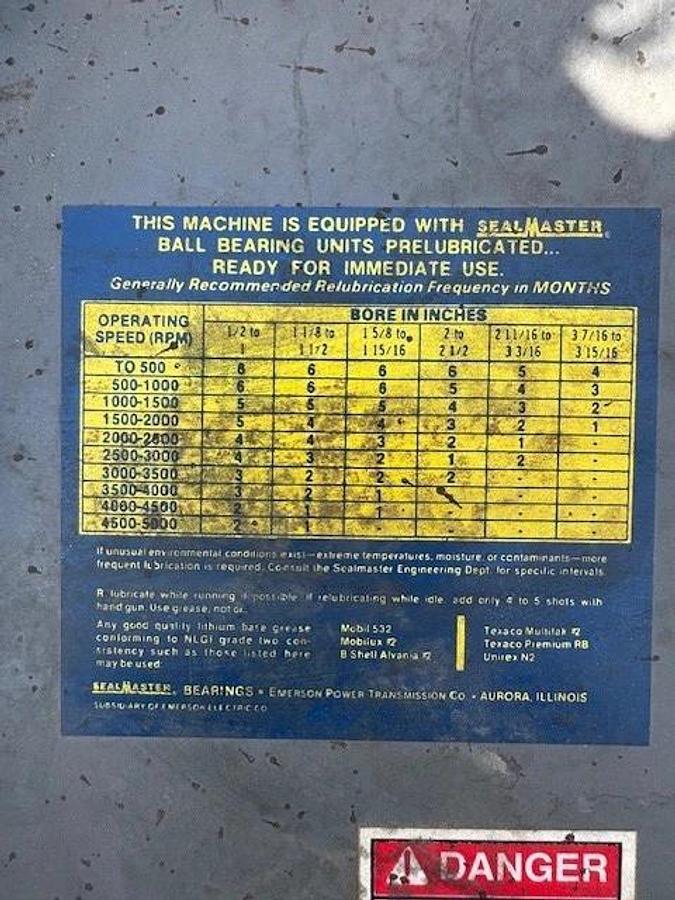 THIS MACHINE IS EQUIPPED WITH SEALMASTER®
BALL BEARING UNITS PRELUBRICATED...
READY FOR IMMEDIATE USE.
Generally Recommended Relubrication Frequency in MONTHS
OPERATING SPEED (RPM) BORE IN INCHES
1/2 to 1 1 1/8 to 1 1/2 1 5/8 to 1 15/16 2 to 2 1/2 2 11/16 to 3 3/16 3 7/16 to 3 15/16
TO 500 6 6 6 6 5 4
500-1000 6 6 6 5 4 3
1000-1500 5 5 5 4 3 2
1500-2000 5 4 4 3 2 1
2000-2500 4 4 3 2 1 -
2500-3000 4 3 2 1 2 -
3000-3500 3 2 2 2 - -
3500-4000 3 2 1 - -
4000-4500 2 1 1 - - -
4500-5000 2 1 1 - - -
If unusual environmental conditions exist—extreme temperatures, moisture, or contaminants—more
frequent lubrication is required. Consult the Sealmaster Engineering Dept. for specific intervals.
Relubricate while running if possible. If relubricating while idle, add only 4 to 5 shots with
hand gun. Use grease, not oil.
Any good quality lithium base grease
conforming to NLGI grade two con-
sistency such as those listed here
may be used:
Mobil 532
Mobilux #2
B Shell Alvania #2
Texaco Multifak #2
Texaco Premium RB
Unirex N2
SEALMASTER® BEARINGS • EMERSON POWER TRANSMISSION CO. • AURORA, ILLINOIS
SUBSIDIARY OF EMERSON ELECTRIC CO.
DANGER